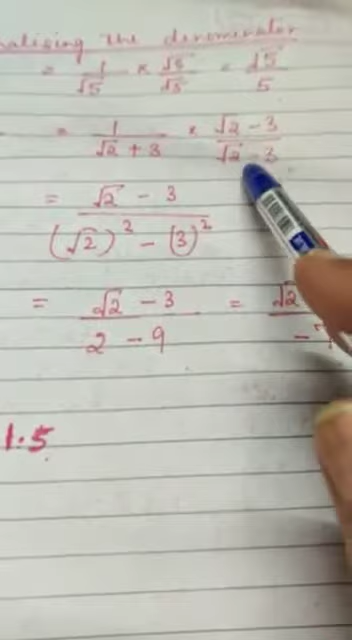 the denominator
= 1/√5 × √5/√5 = √5/5
= 1/(√2 + 3) × (√2 - 3)/(√2 - 3)
= (√2 - 3)/((√2)² - (3)²)
= (√2 - 3)/(2 - 9) = √2/-7
1.5